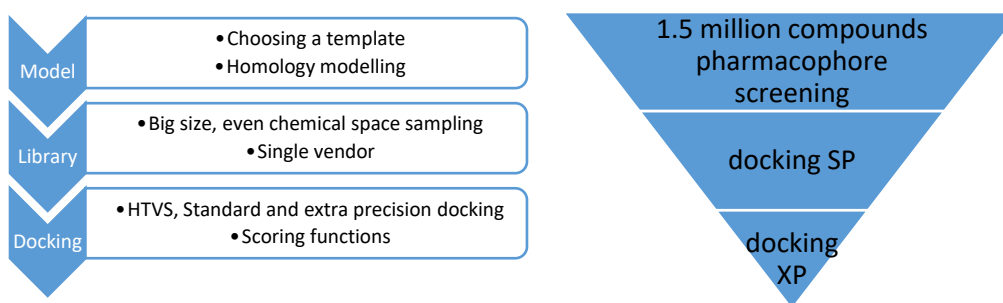 Model
•Choosing a template
•Homology modelling
Library
•Big size, even chemical space sampling
•Single vendor
Docking
•HTVS, Standard and extra precision docking
•Scoring functions
1.5 million compounds
pharmacophore
screening
docking SP
docking
XP